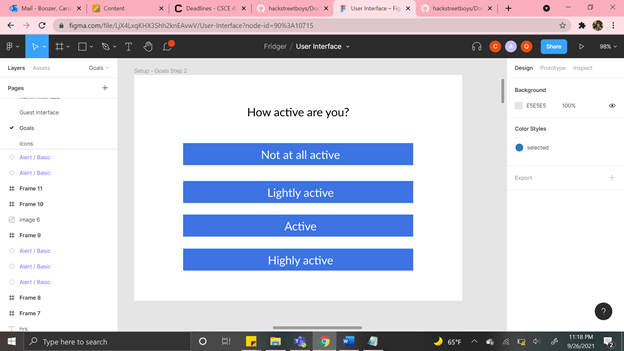 Mail - Boozer, Caro
Content
Deadlines - CSCE 4
hackstreetboys/Do
User Interface – Fig
hackstreetboys/Do
figma.com/file/LjX4LxqKHX3Shh2knEAvwV/User-Interface?node-id=90%3A10715
Fridger / User Interface
C
A
Q
Share
98%
Layers
Assets
Goals
Design
Prototype
Inspect
Pages
Guest Interface
Goals
Icons
Alert / Basic
Alert / Basic
Frame 11
Frame 10
image 6
Frame 9
Alert / Basic
Alert / Basic
Alert / Basic
Frame 8
Frame 7
hrs
Setup - Goals Step 2
How active are you?
Not at all active
Lightly active
Active
Highly active
Background
E5E5E5
100%
Color Styles
selected
Export
?
Type here to search
65°F
11:18 PM
9/26/2021
2